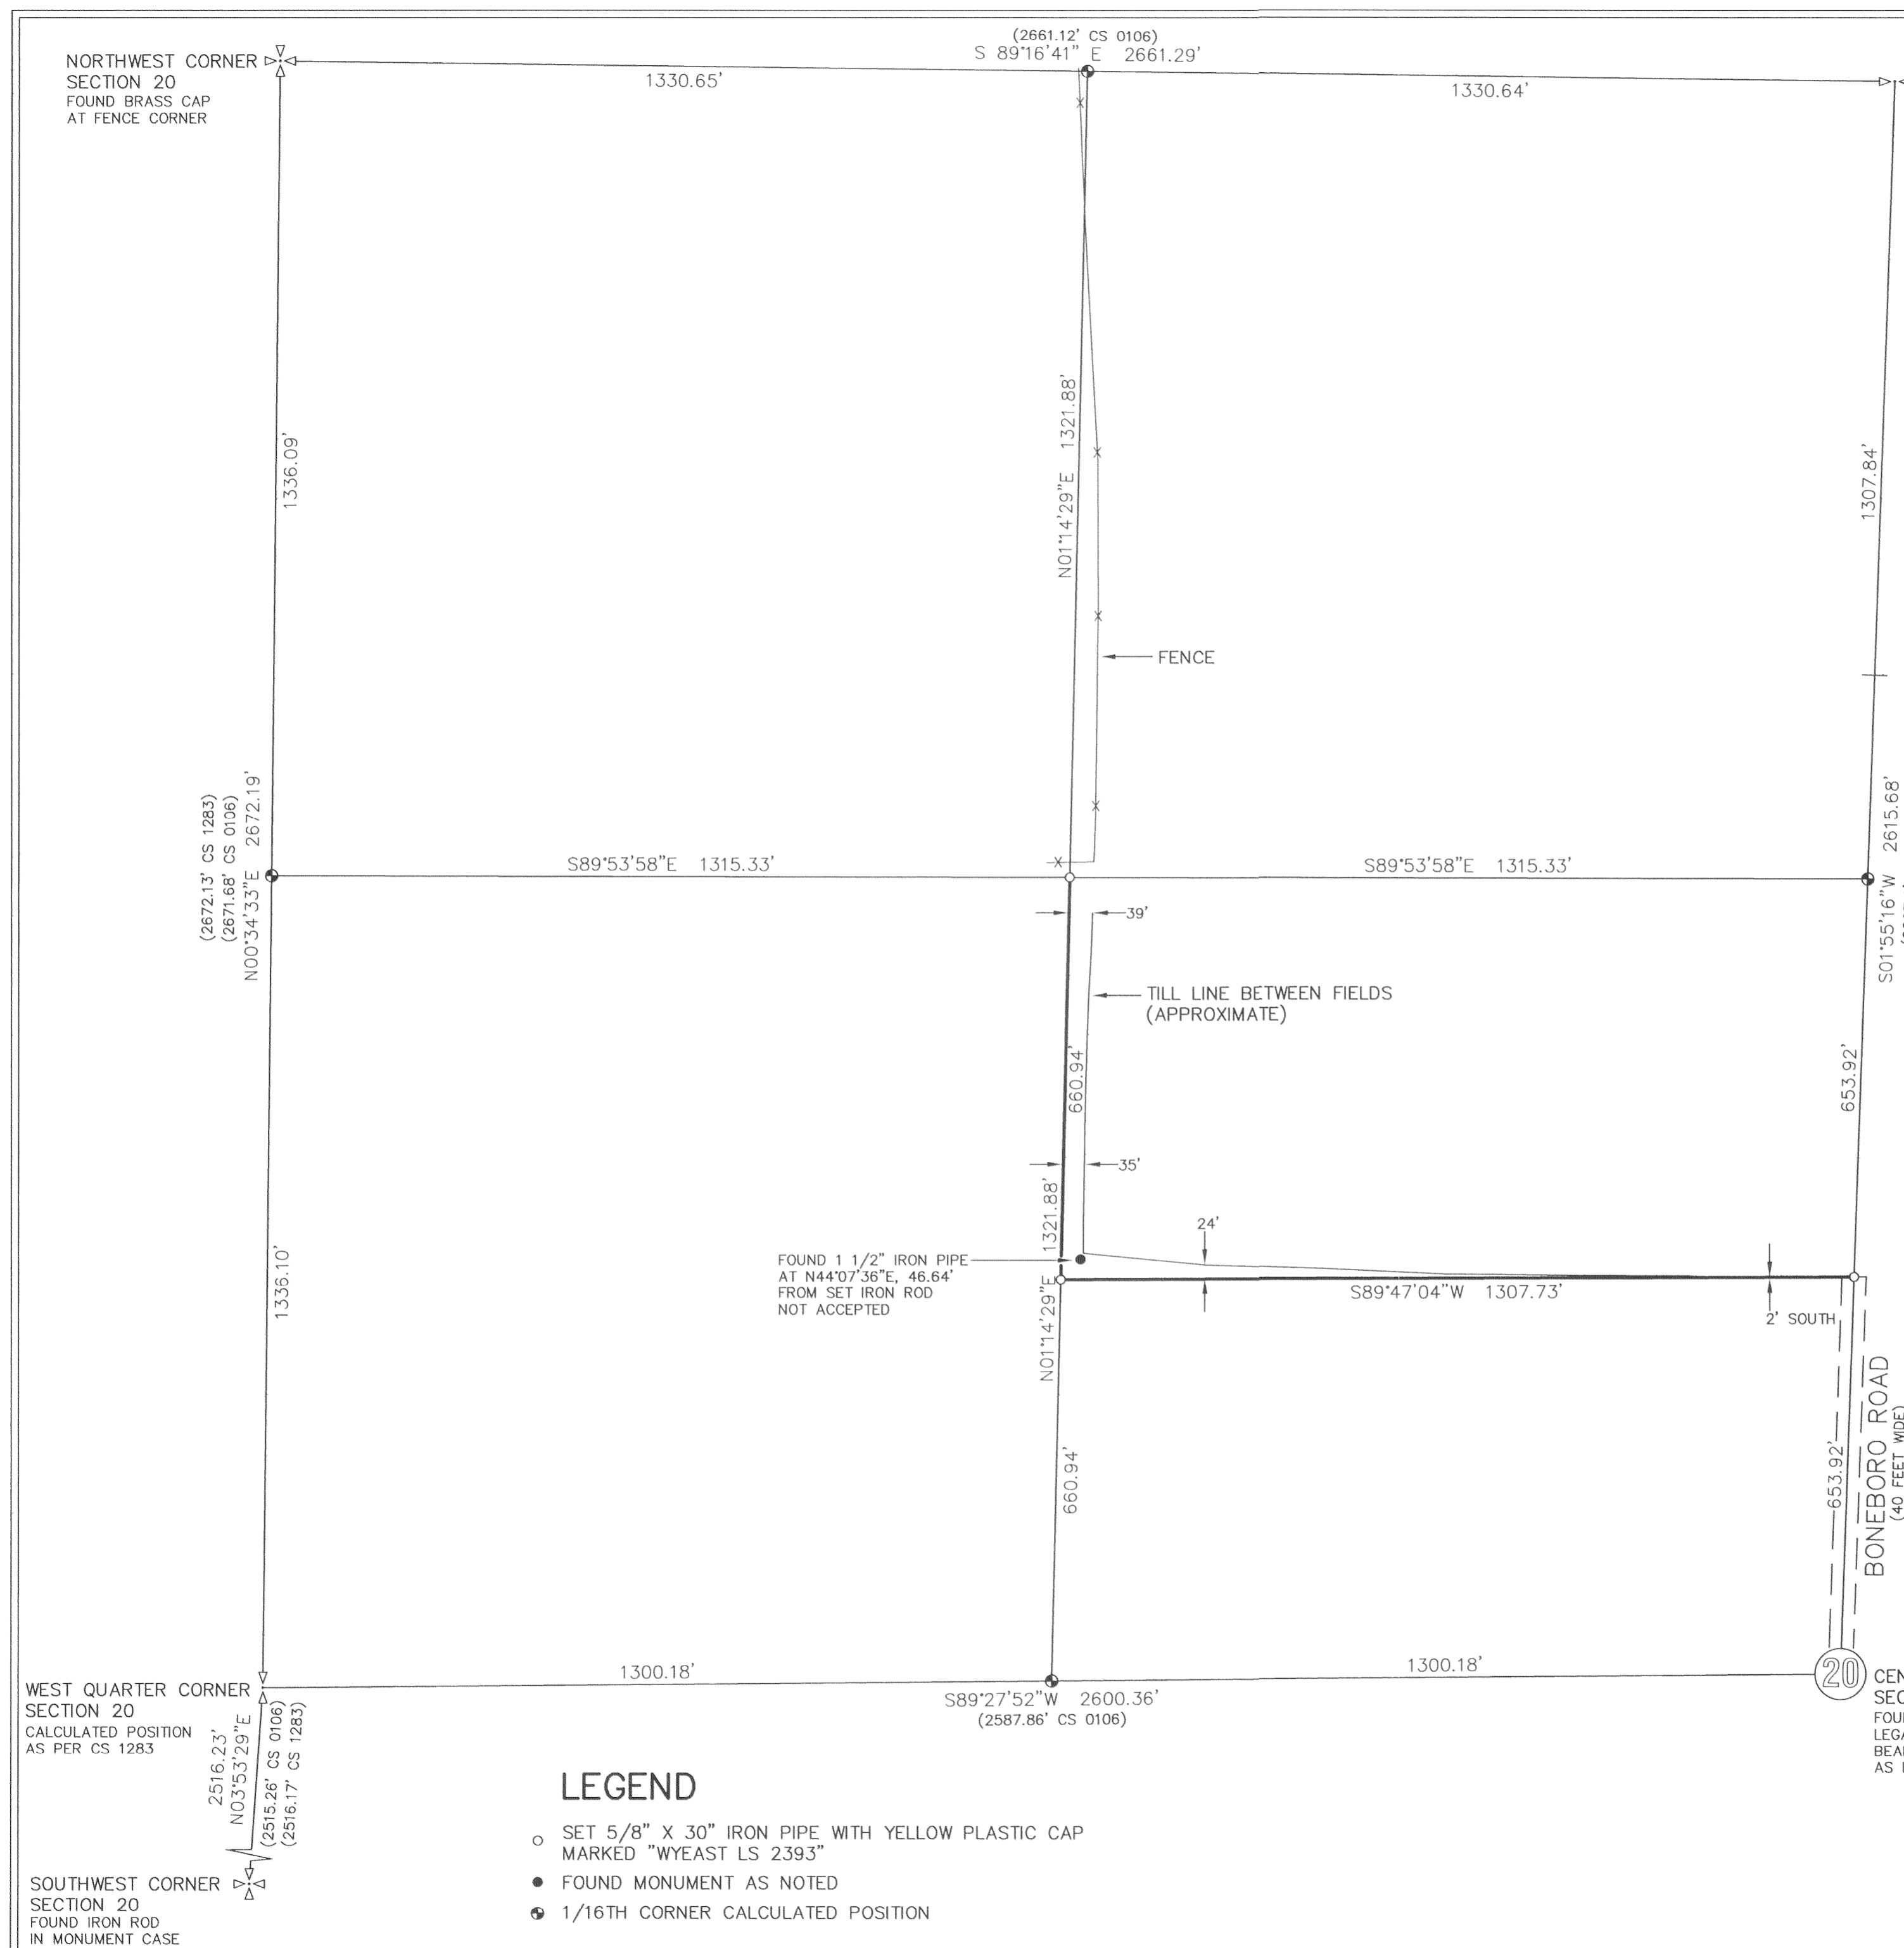 (2661.12' CS 0106)
S 89°16'41" E 2661.29'
NORTHWEST CORNER
SECTION 20
FOUND BRASS CAP
AT FENCE CORNER
1330.65'
1330.64'
1336.09'
N01°14'29"E 1321.88'
1307.84'
FENCE
(2672.13' CS 1283)
(2671.68' CS 0106)
N00°34'33"E 2672.19'
S89°53'58"E 1315.33'
S89°53'58"E 1315.33'
S01°55'16"W 2615.68'
39'
TILL LINE BETWEEN FIELDS
(APPROXIMATE)
660.94'
653.92'
35'
24'
FOUND 1 1/2" IRON PIPE
AT N44°07'36"E, 46.64'
FROM SET IRON ROD
NOT ACCEPTED
N01°14'29"E 1321.88'
S89°47'04"W 1307.73'
2' SOUTH
1336.10'
660.94'
653.92'
BONEBORO ROAD
(40 FEET WIDE)
1300.18'
1300.18'
20
WEST QUARTER CORNER
SECTION 20
CALCULATED POSITION
AS PER CS 1283
S89°27'52"W 2600.36'
(2587.86' CS 0106)
2516.23'
N03°53'29"E
(2515.26' CS 0106)
(2516.17' CS 1283)
SOUTHWEST CORNER
SECTION 20
FOUND IRON ROD
IN MONUMENT CASE
LEGEND
SET 5/8" X 30" IRON PIPE WITH YELLOW PLASTIC CAP
MARKED "WYEAST LS 2393"
FOUND MONUMENT AS NOTED
1/16TH CORNER CALCULATED POSITION
CEN
SEC
FOU
LEGA
BEA
AS